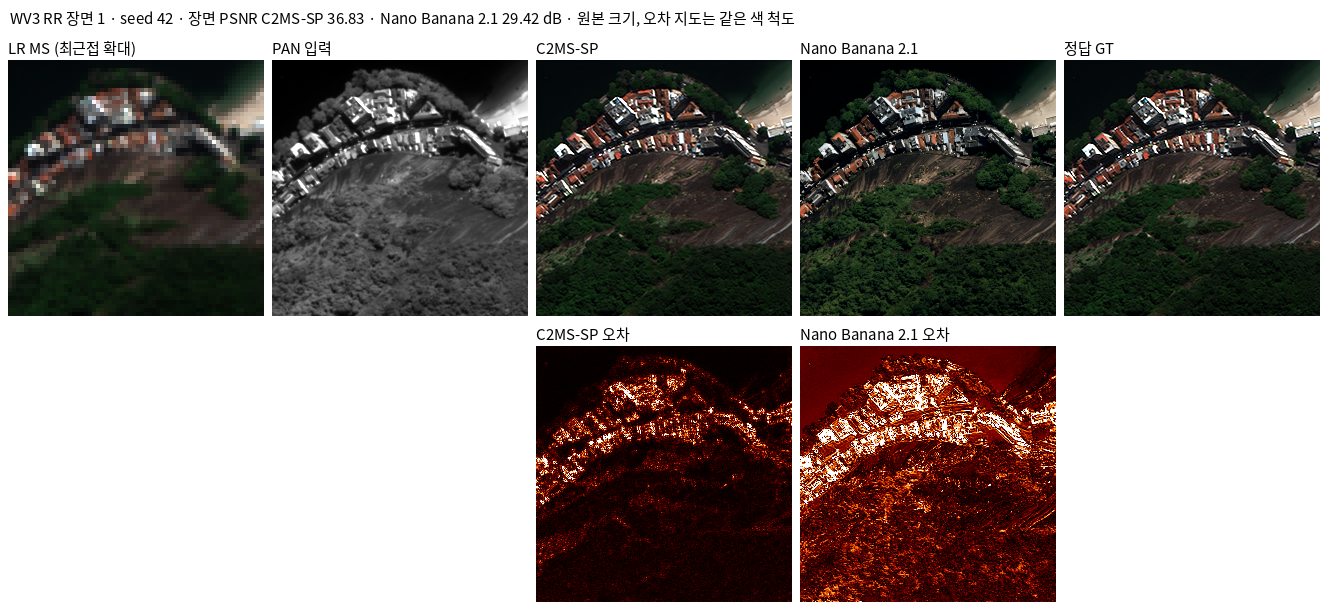 WV3 RR 장면 1 · seed 42 · 장면 PSNR C2MS-SP 36.83 · Nano Banana 2.1 29.42 dB · 원본 크기, 오차 지도는 같은 색 척도
LR MS (최근접 확대)
PAN 입력
C2MS-SP
Nano Banana 2.1
정답 GT
C2MS-SP 오차
Nano Banana 2.1 오차